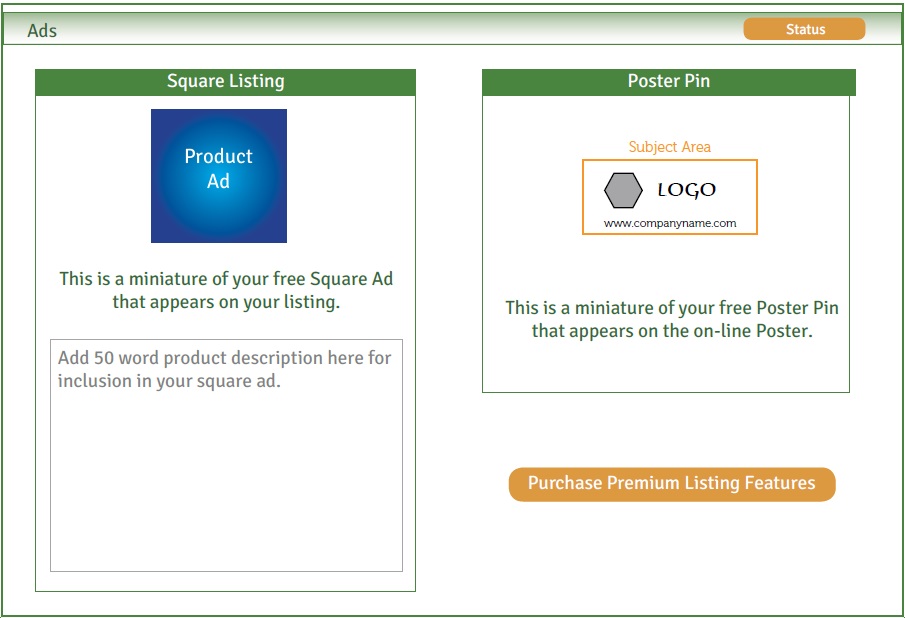 Ads
Status
Square Listing
Product
Ad
This is a miniature of your free Square Ad
that appears on your listing.
Add 50 word product description here for
inclusion in your square ad.
Poster Pin
Subject Area
LOGO
www.companyname.com
This is a miniature of your free Poster Pin
that appears on the on-line Poster.
Purchase Premium Listing Features